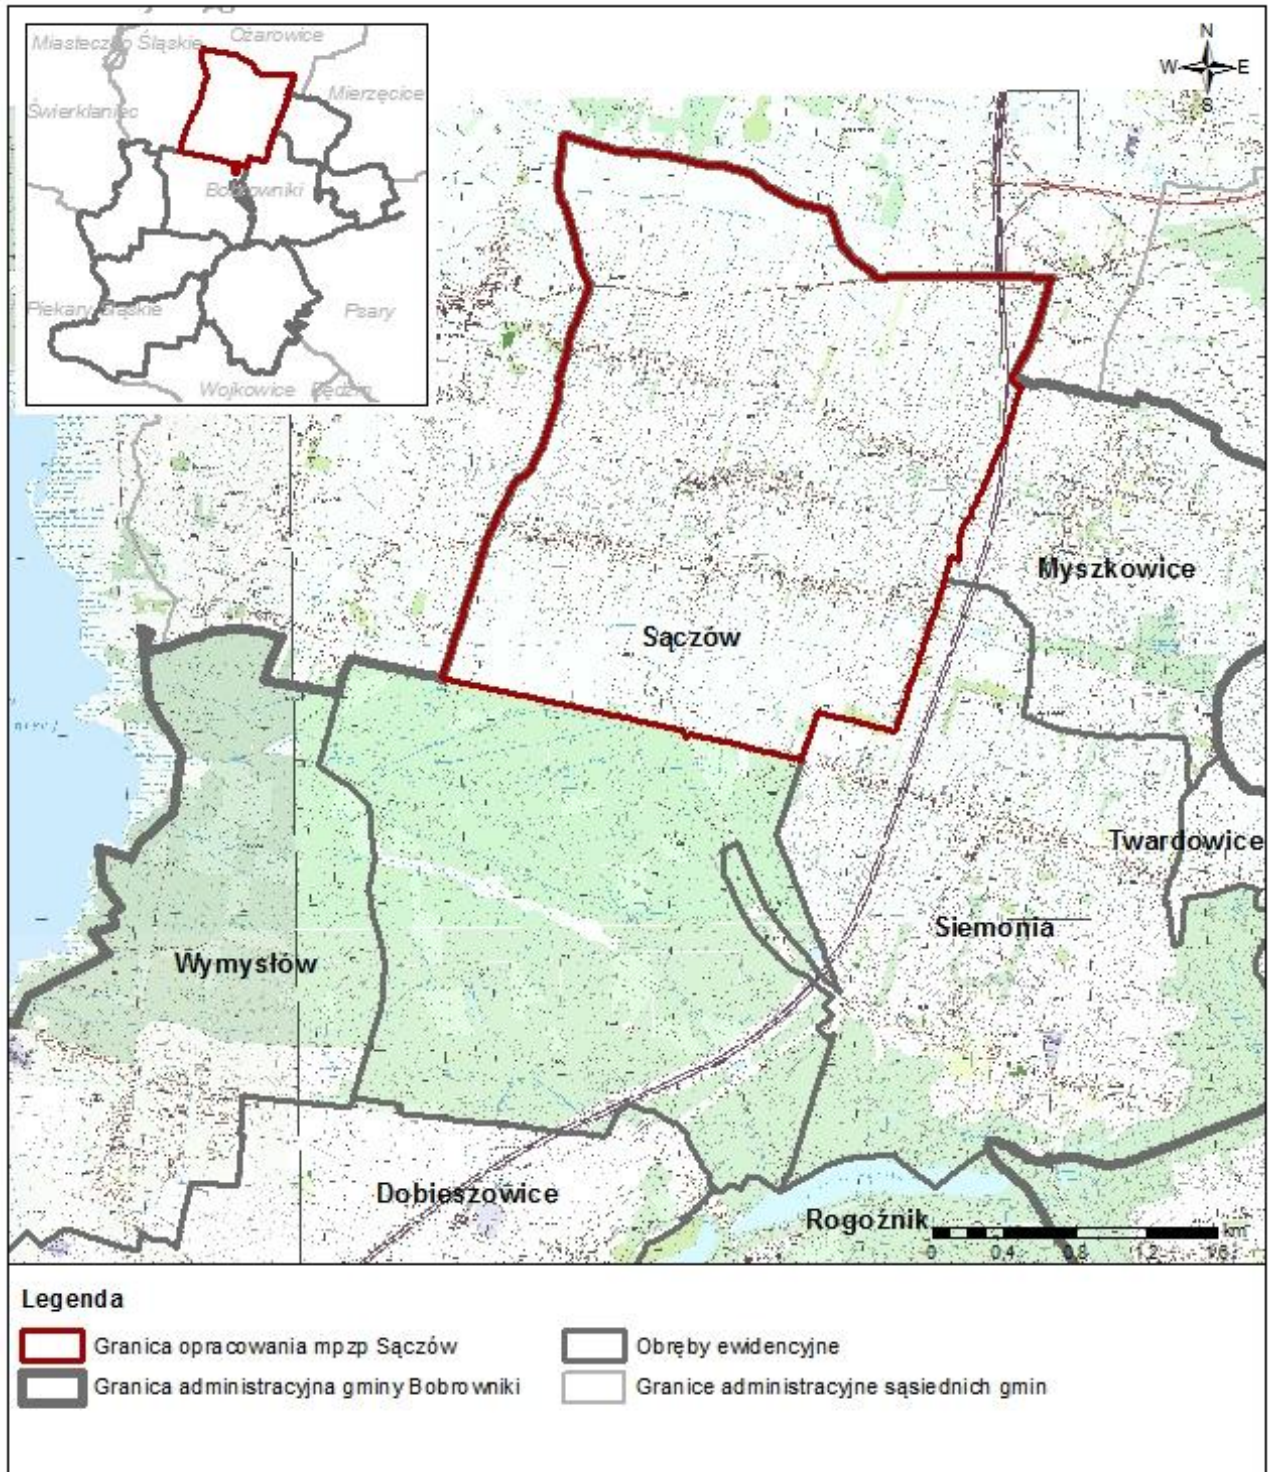 Miasteczko Śląskie
Ożarowice
Świerklaniec
Mierzęcice
Bobrowniki
Piekary Śląskie
Psary
Wojkowice
Będzin
N
W
E
S
Myszkowice
Sączów
Twardowice
Siemonia
Wymysłów
Dobieszowice
Rogoźnik
km
0 0,4 0,8 1,2 1,6
Legenda
Granica opracowania mpzp Sączów
Obręby ewidencyjne
Granica administracyjna gminy Bobrowniki
Granice administracyjne sąsiednich gmin